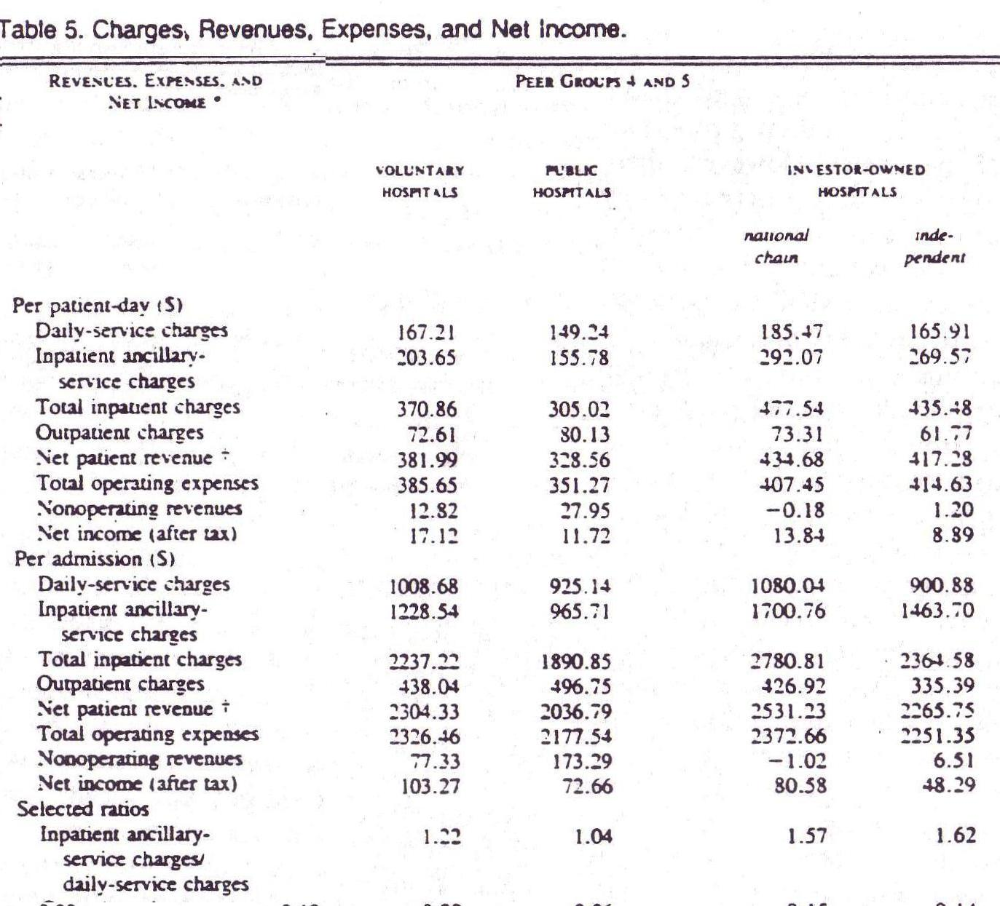 Table 5. Charges, Revenues, Expenses, and Net Income.
REVENUES, EXPENSES, AND PEER GROUPS 4 AND 5
NET INCOME *
VOLUNTARY PUBLIC INVESTOR-OWNED
HOSPITALS HOSPITALS HOSPITALS
national inde-
chain pendent
Per patient-day ($)
Daily-service charges 167.21 149.24 185.47 165.91
Inpatient ancillary- 203.65 155.78 292.07 269.57
service charges
Total inpatient charges 370.86 305.02 477.54 435.48
Outpatient charges 72.61 80.13 73.31 61.77
Net patient revenue † 381.99 328.56 434.68 417.28
Total operating expenses 385.65 351.27 407.45 414.63
Nonoperating revenues 12.82 27.95 −0.18 1.20
Net income (after tax) 17.12 11.72 13.84 8.89
Per admission ($)
Daily-service charges 1008.68 925.14 1080.04 900.88
Inpatient ancillary- 1228.54 965.71 1700.76 1463.70
service charges
Total inpatient charges 2237.22 1890.85 2780.81 2364.58
Outpatient charges 438.04 496.75 426.92 335.39
Net patient revenue † 2304.33 2036.79 2531.23 2265.75
Total operating expenses 2326.46 2177.54 2372.66 2251.35
Nonoperating revenues 77.33 173.29 −1.02 6.51
Net income (after tax) 103.27 72.66 80.58 48.29
Selected ratios
Inpatient ancillary- 1.22 1.04 1.57 1.62
service charges/
daily-service charges